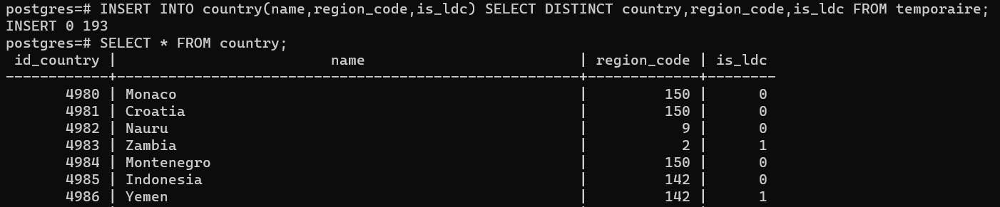 postgres=# INSERT INTO country(name,region_code,is_ldc) SELECT DISTINCT country,region_code,is_ldc FROM temporaire;
INSERT 0 193
postgres=# SELECT * FROM country;
 id_country |                          name                          | region_code | is_ldc
------------+--------------------------------------------------------+-------------+--------
       4980 | Monaco                                                 |         150 |      0
       4981 | Croatia                                                |         150 |      0
       4982 | Nauru                                                  |           9 |      0
       4983 | Zambia                                                 |           2 |      1
       4984 | Montenegro                                             |         150 |      0
       4985 | Indonesia                                              |         142 |      0
       4986 | Yemen                                                  |         142 |      1